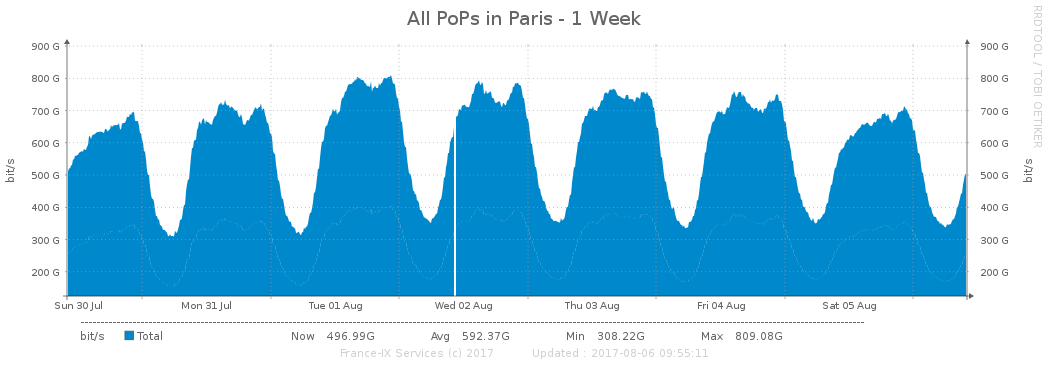 All PoPs in Paris - 1 Week
RRDTOOL / TOBI OETIKER
900 G 900 G
800 G 800 G
700 G 700 G
600 G 600 G
500 G 500 G
400 G 400 G
300 G 300 G
200 G 200 G
bit/s bit/s
Sun 30 Jul Mon 31 Jul Tue 01 Aug Wed 02 Aug Thu 03 Aug Fri 04 Aug Sat 05 Aug
bit/s Total Now 496.99G Avg 592.37G Min 308.22G Max 809.08G
France-IX Services (c) 2017 Updated : 2017-08-06 09:55:11